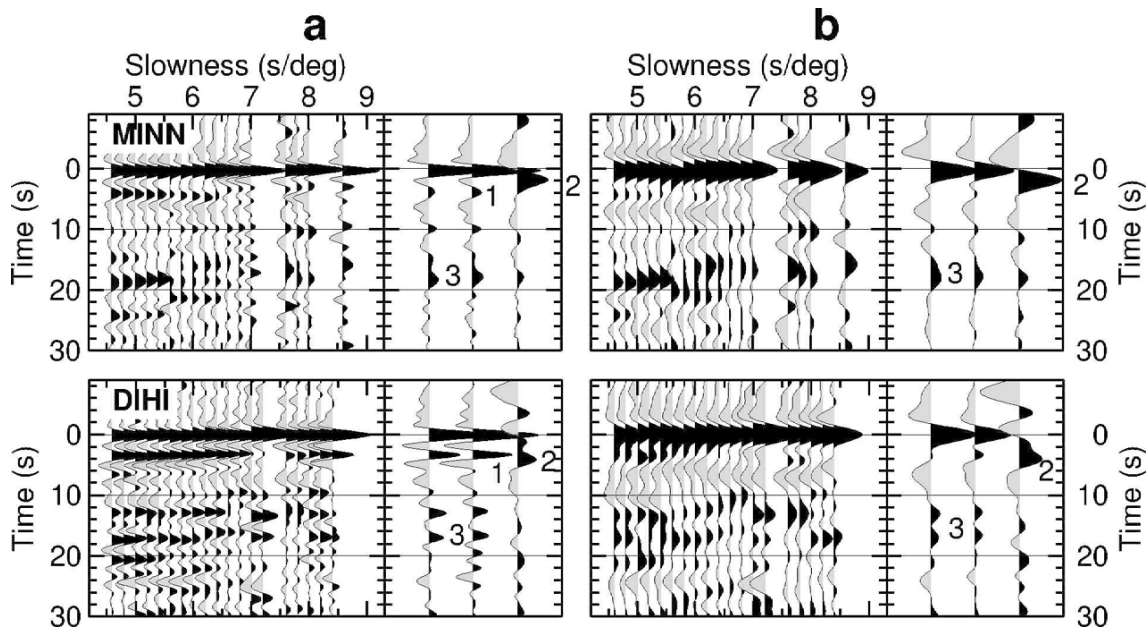 a b
Slowness (s/deg) Slowness (s/deg)
5 6 7 8 9 5 6 7 8 9
MINN
0 0
10 10
20 20
30 30
Time (s) Time (s)
1 2 3 2 3
DIHI
0 0
10 10
20 20
30 30
Time (s) Time (s)
1 2 3 2 3